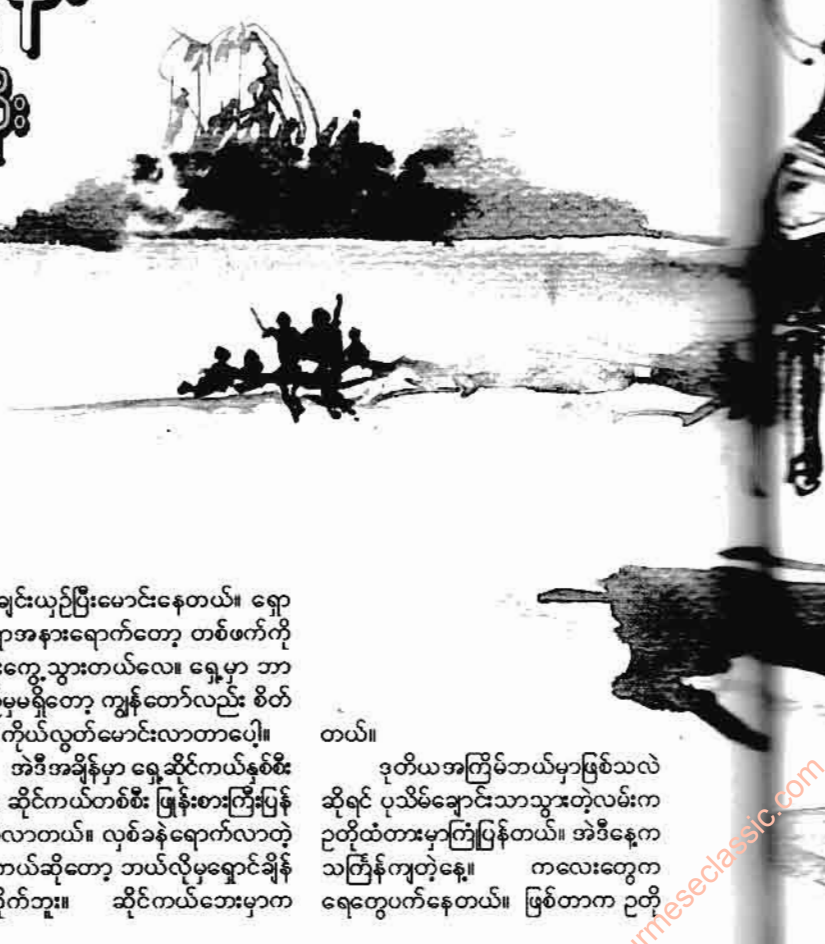 ချင်းယှဉ်ပြီးမောင်းနေတယ်။ ရှော
အနားရောက်တော့ တစ်ဖက်ကို
ကွေ့သွားတယ်လေ။ ရှေ့မှာ ဘာ
မှမရှိတော့ ကျွန်တော်လည်း စိတ်
ကိုယ်လွတ်မောင်းလာတာပေါ့။
အဲဒီအချိန်မှာ ရှေ့ဆိုင်ကယ်နှစ်စီး
ဆိုင်ကယ်တစ်စီး ဖြုန်းစားကြီးပြန်
လာတယ်။ လှစ်ခနဲရောက်လာတဲ့
ကယ်ဆိုတော့ ဘယ်လိုမှရှောင်ချိန်
လိုက်ဘူး။ ဆိုင်ကယ်ဘေးမှာက
တယ်။
ဒုတိယအကြိမ်ဘယ်မှာဖြစ်သလဲ
ဆိုရင် ပုသိမ်ချောင်းသာသွားတဲ့လမ်းက
ဥတိုထံတားမှာကြုံပြန်တယ်။ အဲဒီနေ့က
သင်္ကြန်ကျတဲ့နေ့။ ကလေးတွေက
ရေတွေပက်နေတယ်။ ဖြစ်တာက ဥတို
rmeseclassic.com